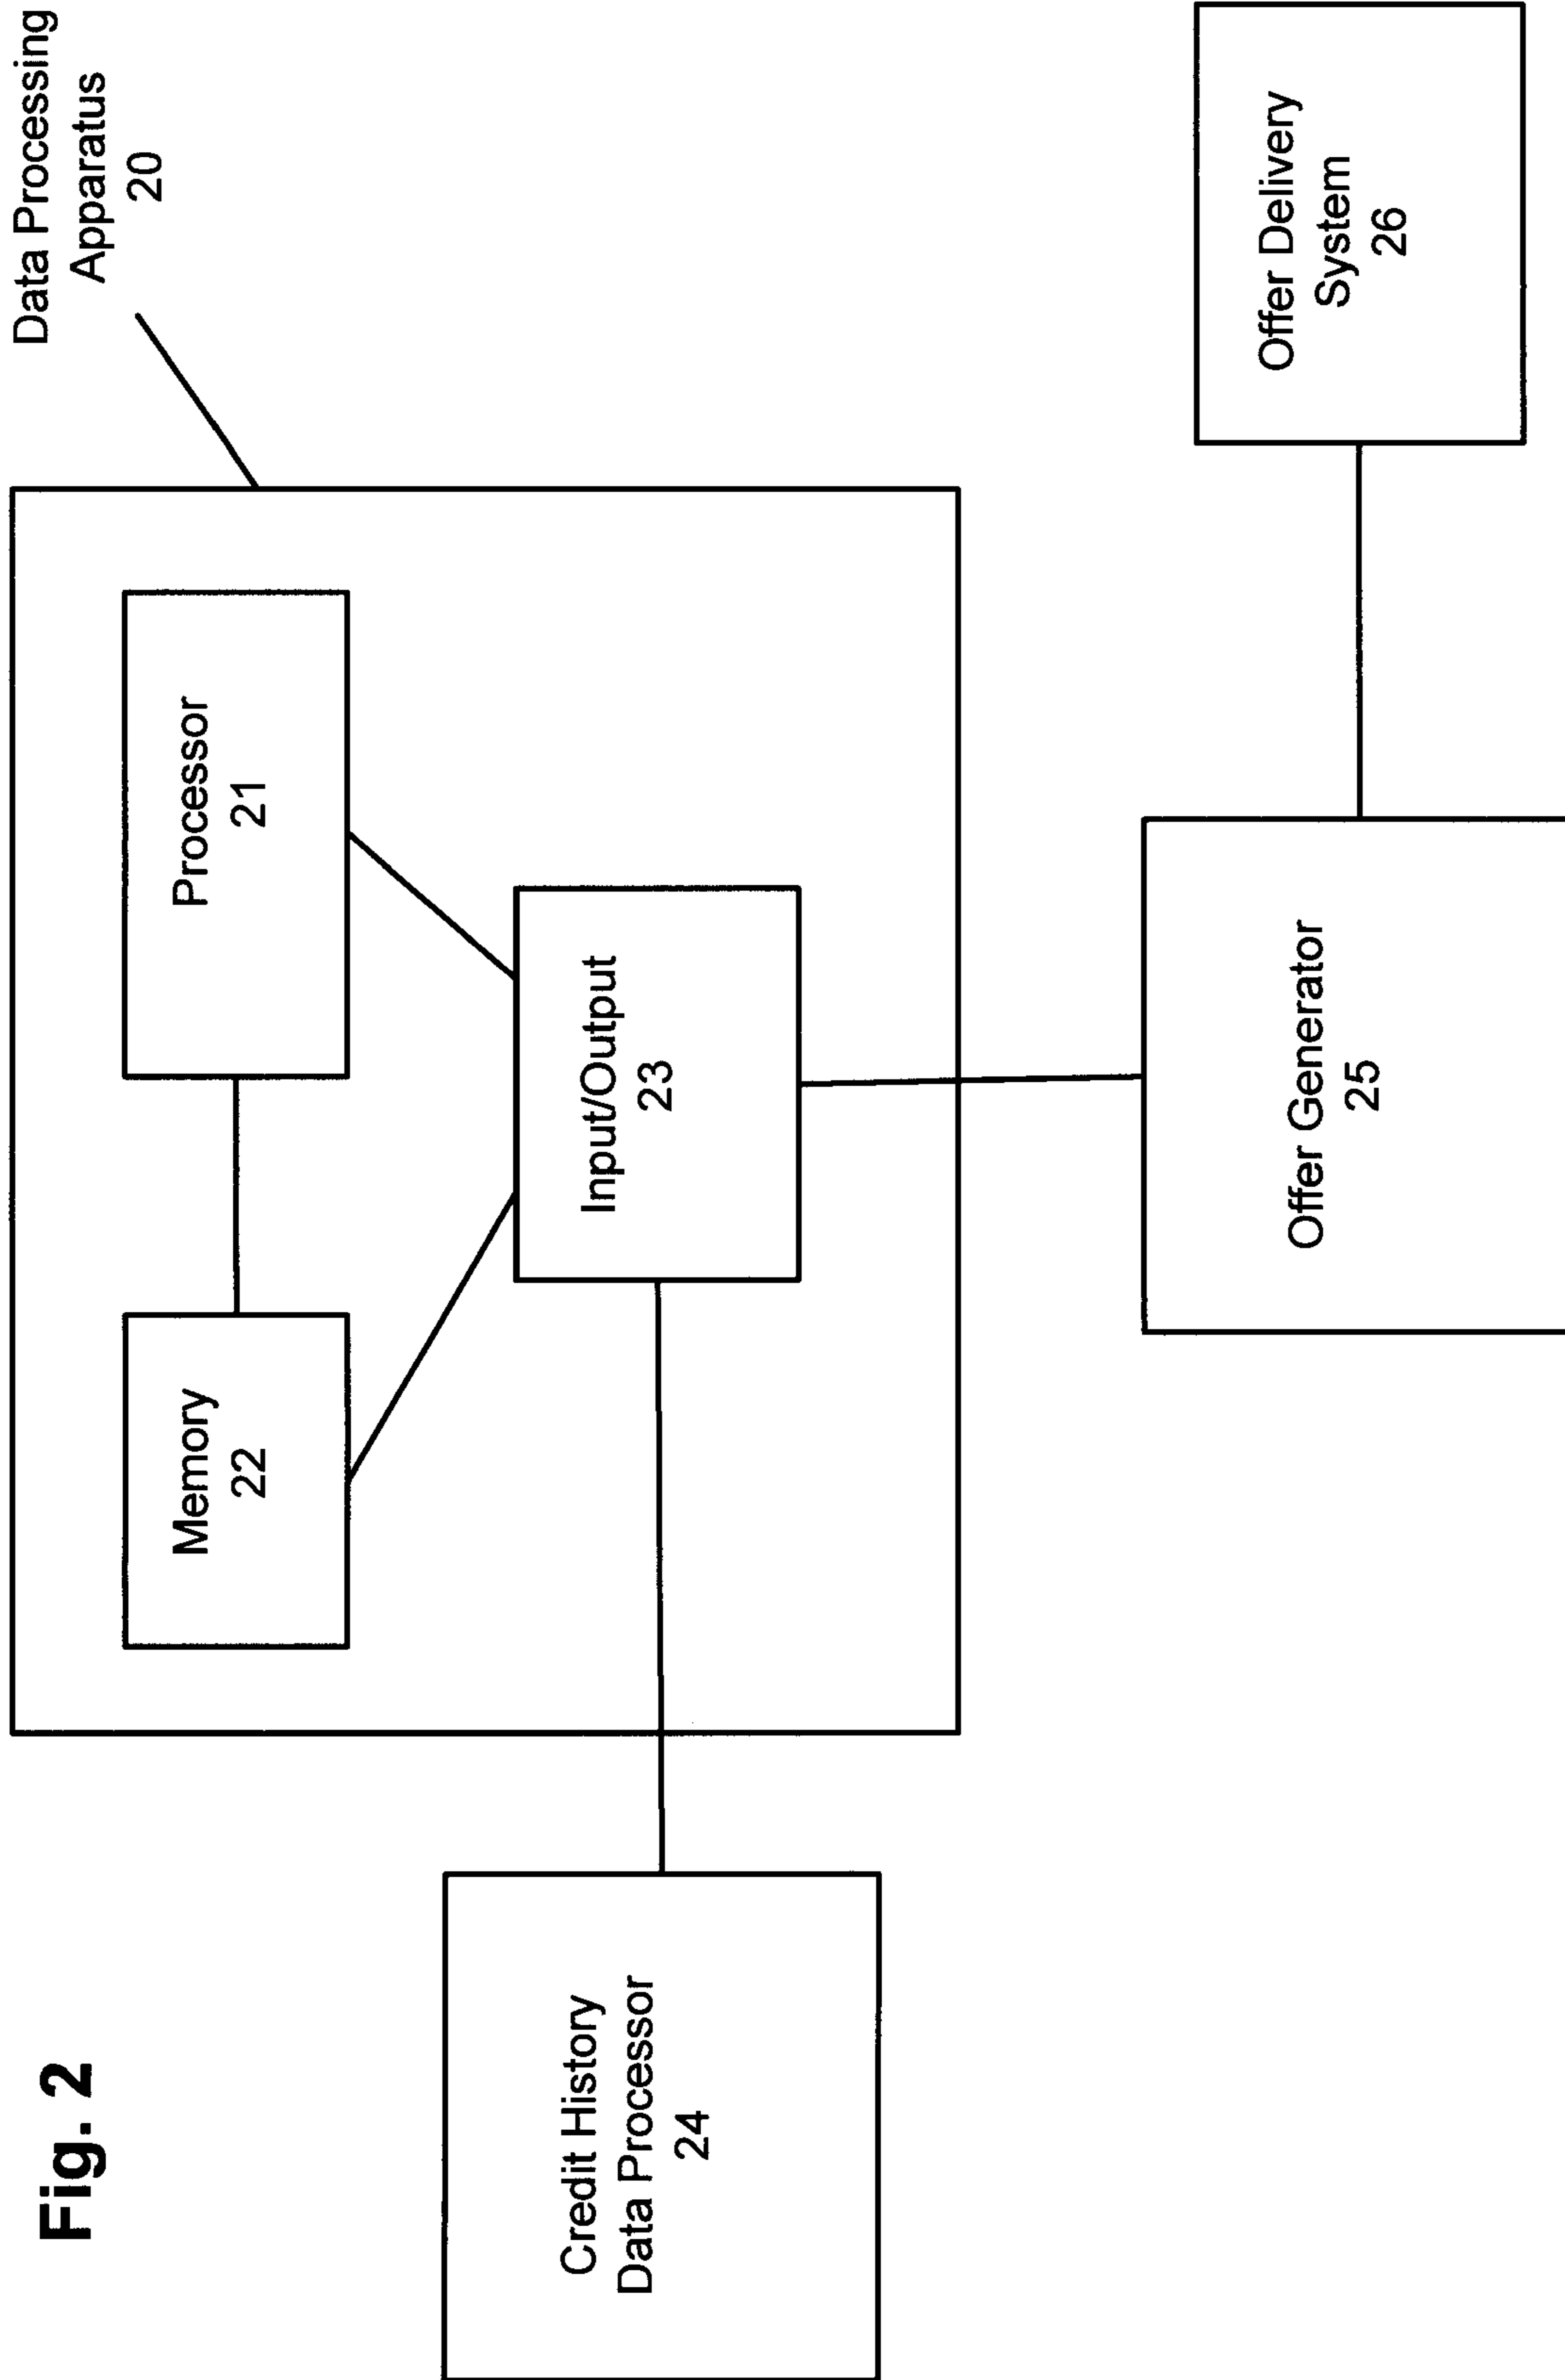 Fig. 2
Data Processing
Apparatus
20
Memory
22
Processor
21
Input/Output
23
Credit History
Data Processor
24
Offer Generator
25
Offer Delivery
System
26